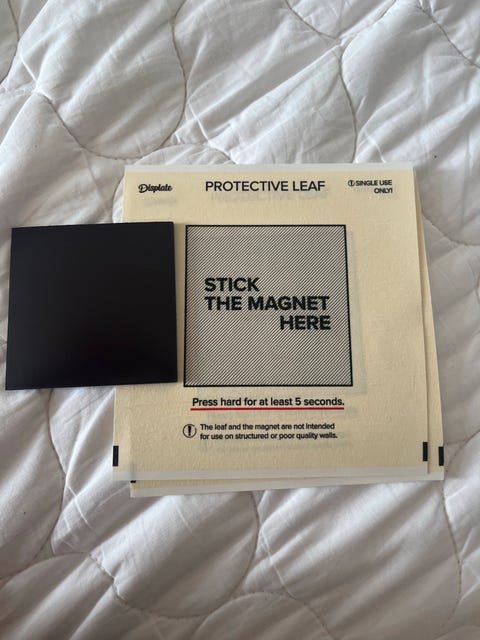 Displate
PROTECTIVE LEAF
SINGLE USE
ONLY!
STICK
THE MAGNET
HERE
Press hard for at least 5 seconds.
The leaf and the magnet are not intended
for use on structured or poor quality walls.